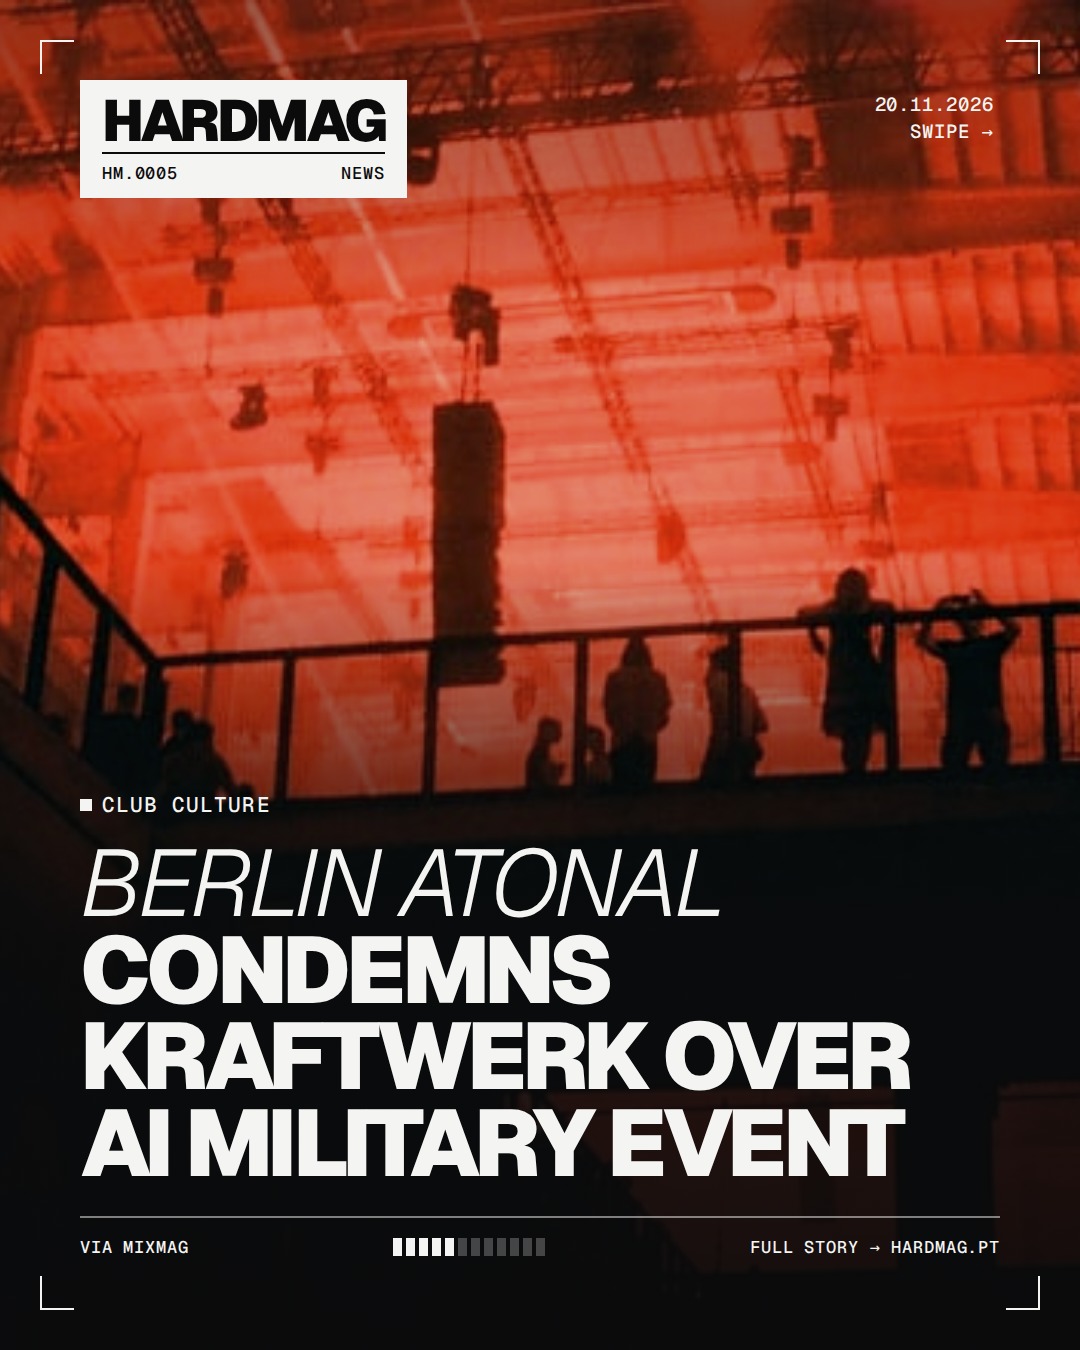 HARDMAG
HM.0005 NEWS
20.11.2026
SWIPE →
CLUB CULTURE
BERLIN ATONAL
CONDEMNS
KRAFTWERK OVER
AI MILITARY EVENT
VIA MIXMAG
FULL STORY → HARDMAG.PT